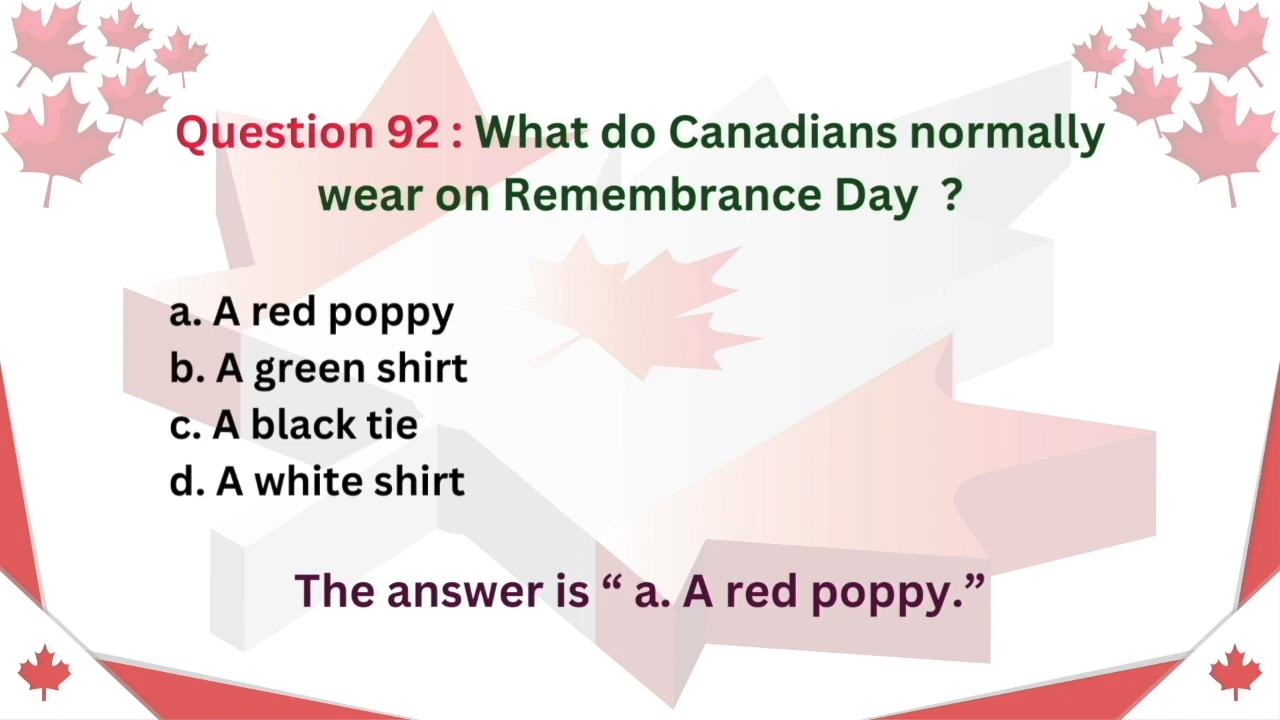 Question 92 : What do Canadians normally
wear on Remembrance Day  ?
a. A red poppy
b. A green shirt
c. A black tie
d. A white shirt
The answer is “ a. A red poppy.”